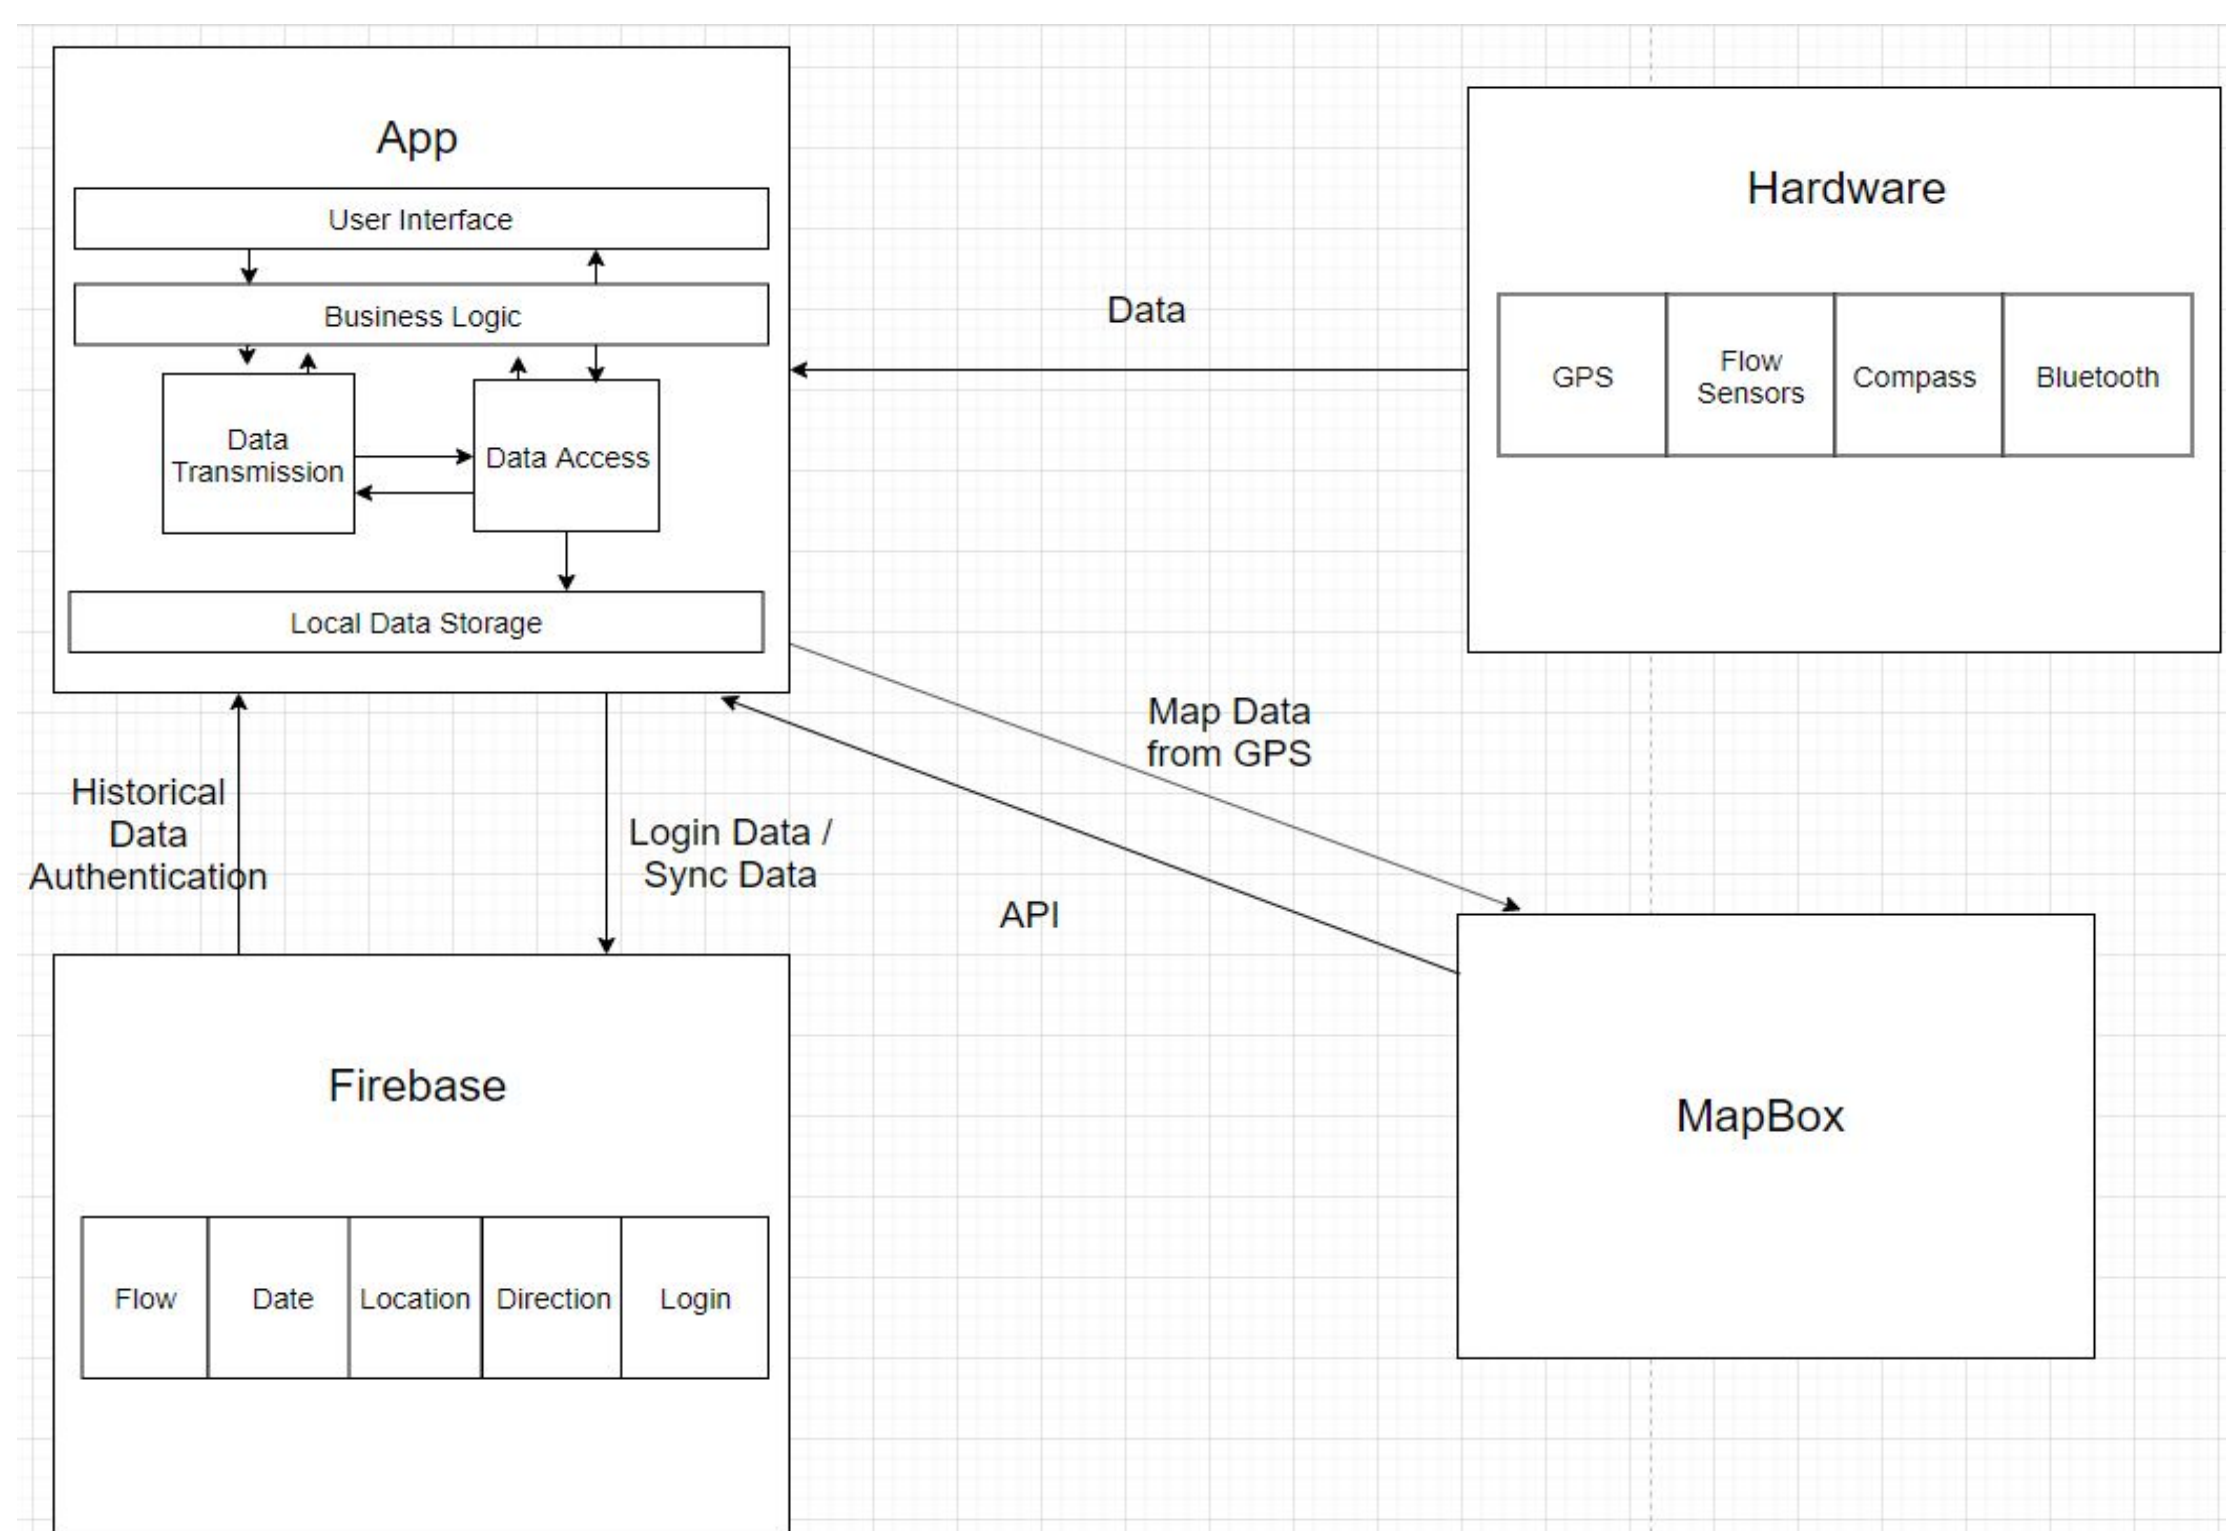 App
User Interface
Business Logic
Data
Transmission
Data Access
Local Data Storage
Hardware
GPS
Flow
Sensors
Compass
Bluetooth
Data
Map Data
from GPS
API
Historical
Data
Authentication
Login Data /
Sync Data
Firebase
Flow
Date
Location
Direction
Login
MapBox